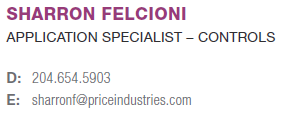 SHARRON FELCIONI
APPLICATION SPECIALIST – CONTROLS
D: 204.654.5903
E: sharronf@priceindustries.com